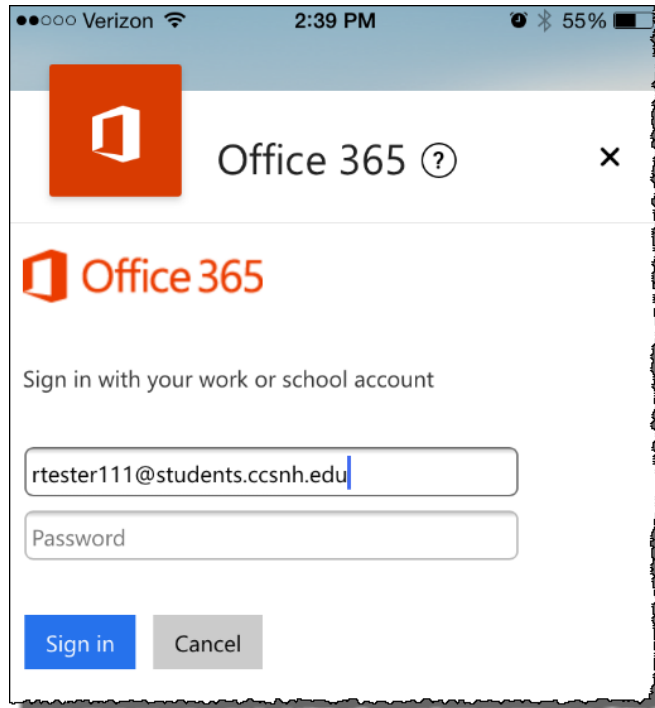 Verizon 2:39 PM 55%
Office 365 ?
Office 365
Sign in with your work or school account
rtester111@students.ccsnh.edu
Password
Sign in Cancel